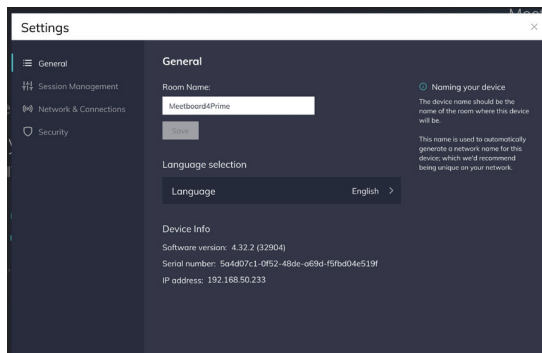 Settings
General
Session Management
Network & Connections
Security
General
Room Name:
Meetboard4Prime
Save
Language selection
Language English
Device Info
Software version: 4.32.2 (32904)
Serial number: 5a4d07c1-0f52-48de-a69d-f5fbd04e519f
IP address: 192.168.50.233
Naming your device
The device name should be the
name of the room where this device
will be.
This name is used to automatically
generate a network name for this
device; which we'd recommend
being unique on your network.